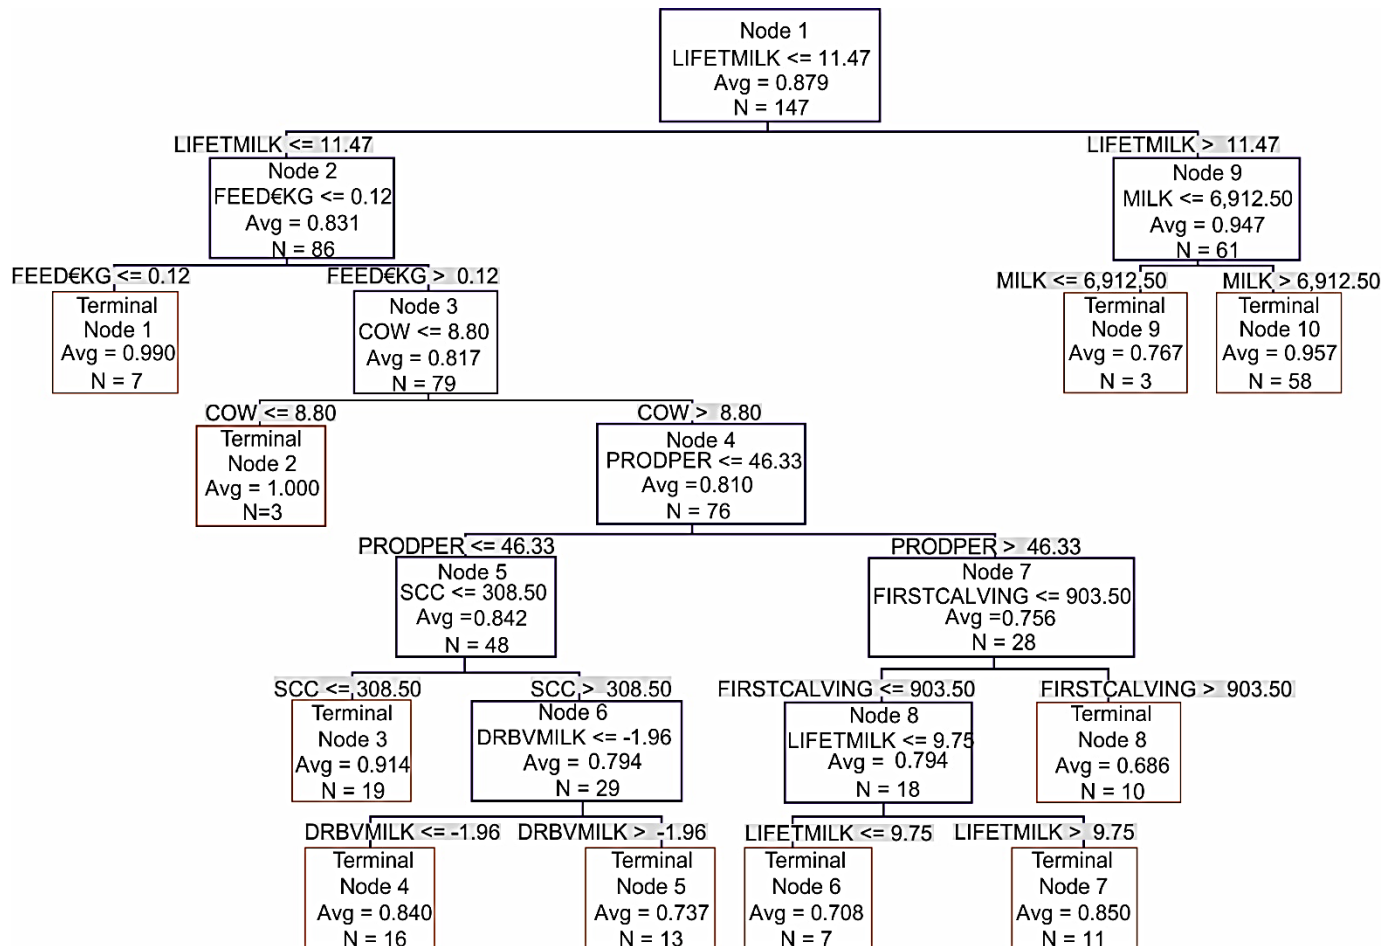 Node 1
LIFETMILK <= 11.47
Avg = 0.879
N = 147
LIFETMILK <= 11.47
LIFETMILK > 11.47
Node 2
FEED€KG <= 0.12
Avg = 0.831
N = 86
Node 9
MILK <= 6,912.50
Avg = 0.947
N = 61
FEED€KG <= 0.12
FEED€KG > 0.12
MILK <= 6,912.50
MILK > 6,912.50
Terminal
Node 1
Avg = 0.990
N = 7
Node 3
COW <= 8.80
Avg = 0.817
N = 79
Terminal
Node 9
Avg = 0.767
N = 3
Terminal
Node 10
Avg = 0.957
N = 58
COW <= 8.80
COW > 8.80
Terminal
Node 2
Avg = 1.000
N=3
Node 4
PRODPER <= 46.33
Avg =0.810
N = 76
PRODPER <= 46.33
PRODPER > 46.33
Node 5
SCC <= 308.50
Avg =0.842
N = 48
Node 7
FIRSTCALVING <= 903.50
Avg =0.756
N = 28
SCC <= 308.50
SCC > 308.50
FIRSTCALVING <= 903.50
FIRSTCALVING > 903.50
Terminal
Node 3
Avg = 0.914
N = 19
Node 6
DRBVMILK <= -1.96
Avg = 0.794
N = 29
Node 8
LIFETMILK <= 9.75
Avg = 0.794
N = 18
Terminal
Node 8
Avg = 0.686
N = 10
DRBVMILK <= -1.96
DRBVMILK > -1.96
LIFETMILK <= 9.75
LIFETMILK > 9.75
Terminal
Node 4
Avg = 0.840
N = 16
Terminal
Node 5
Avg = 0.737
N = 13
Terminal
Node 6
Avg = 0.708
N = 7
Terminal
Node 7
Avg = 0.850
N = 11